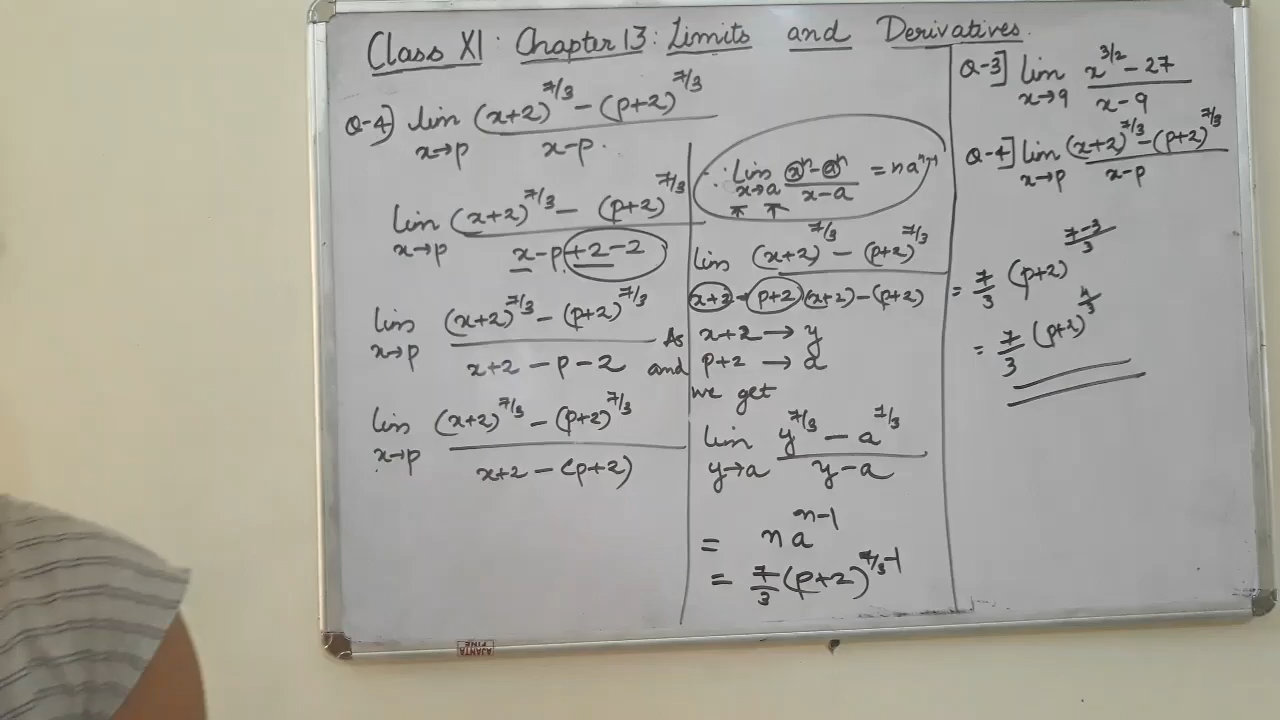 Class XI : Chapter 13 : Limits and Derivatives.
Q-4) lim x→p (x+2)^7/3 − (p+2)^7/3 / x−p.
lim x→p (x+2)^7/3 − (p+2)^7/3 / x−p+2−2
lim x→p (x+2)^7/3 − (p+2)^7/3 / x+2−p−2
lim x→p (x+2)^7/3 − (p+2)^7/3 / x+2−(p+2)
∴ Lim x→a x^n − a^n / x−a = na^n-1
lim (x+2)^7/3 − (p+2)^7/3 / (x+2)−(p+2)
x+2 → p+2
As x+2 → y
and p+2 → a
we get
lim y→a y^7/3 − a^7/3 / y−a
= na^n-1
= 7/3 (p+2)^7/3-1
Q-3] lim x→9 x^3/2 − 27 / x−9
Q-4] lim x→p (x+2)^7/3 − (p+2)^7/3 / x−p
= 7/3 (p+2)^7-3/3
= 7/3 (p+2)^4/3
AJANTA
FINE